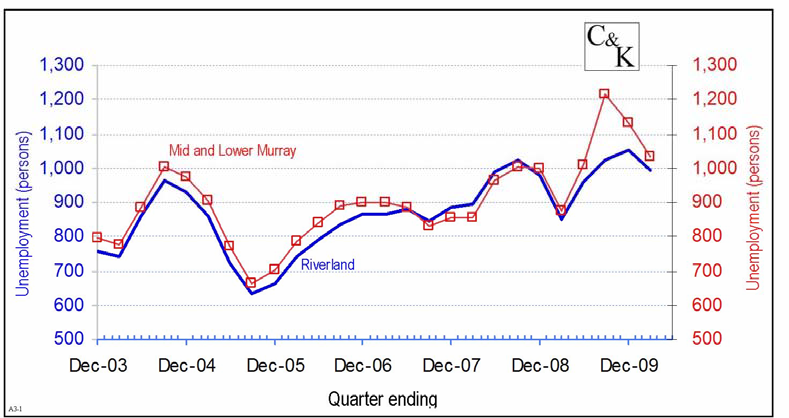 C&
K
1,300
1,200
1,100
1,000
900
800
700
600
500
Unemployment (persons)
Mid and Lower Murray
Riverland
1,300
1,200
1,100
1,000
900
800
700
600
500
Unemployment (persons)
Dec-03 Dec-04 Dec-05 Dec-06 Dec-07 Dec-08 Dec-09
Quarter ending
A3-1